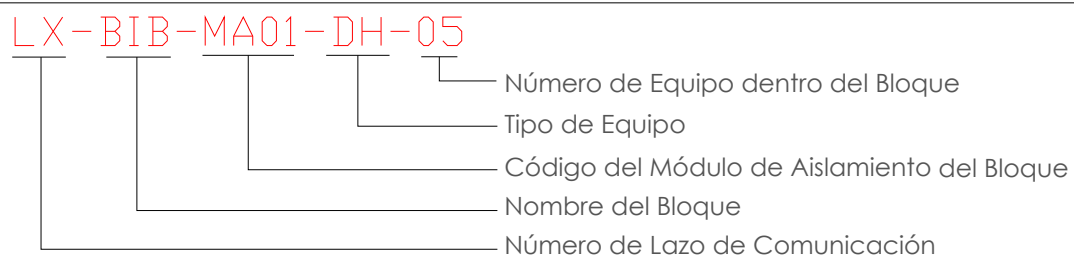 LX-BIB-MA01-DH-05
Número de Equipo dentro del Bloque
Tipo de Equipo
Código del Módulo de Aislamiento del Bloque
Nombre del Bloque
Número de Lazo de Comunicación